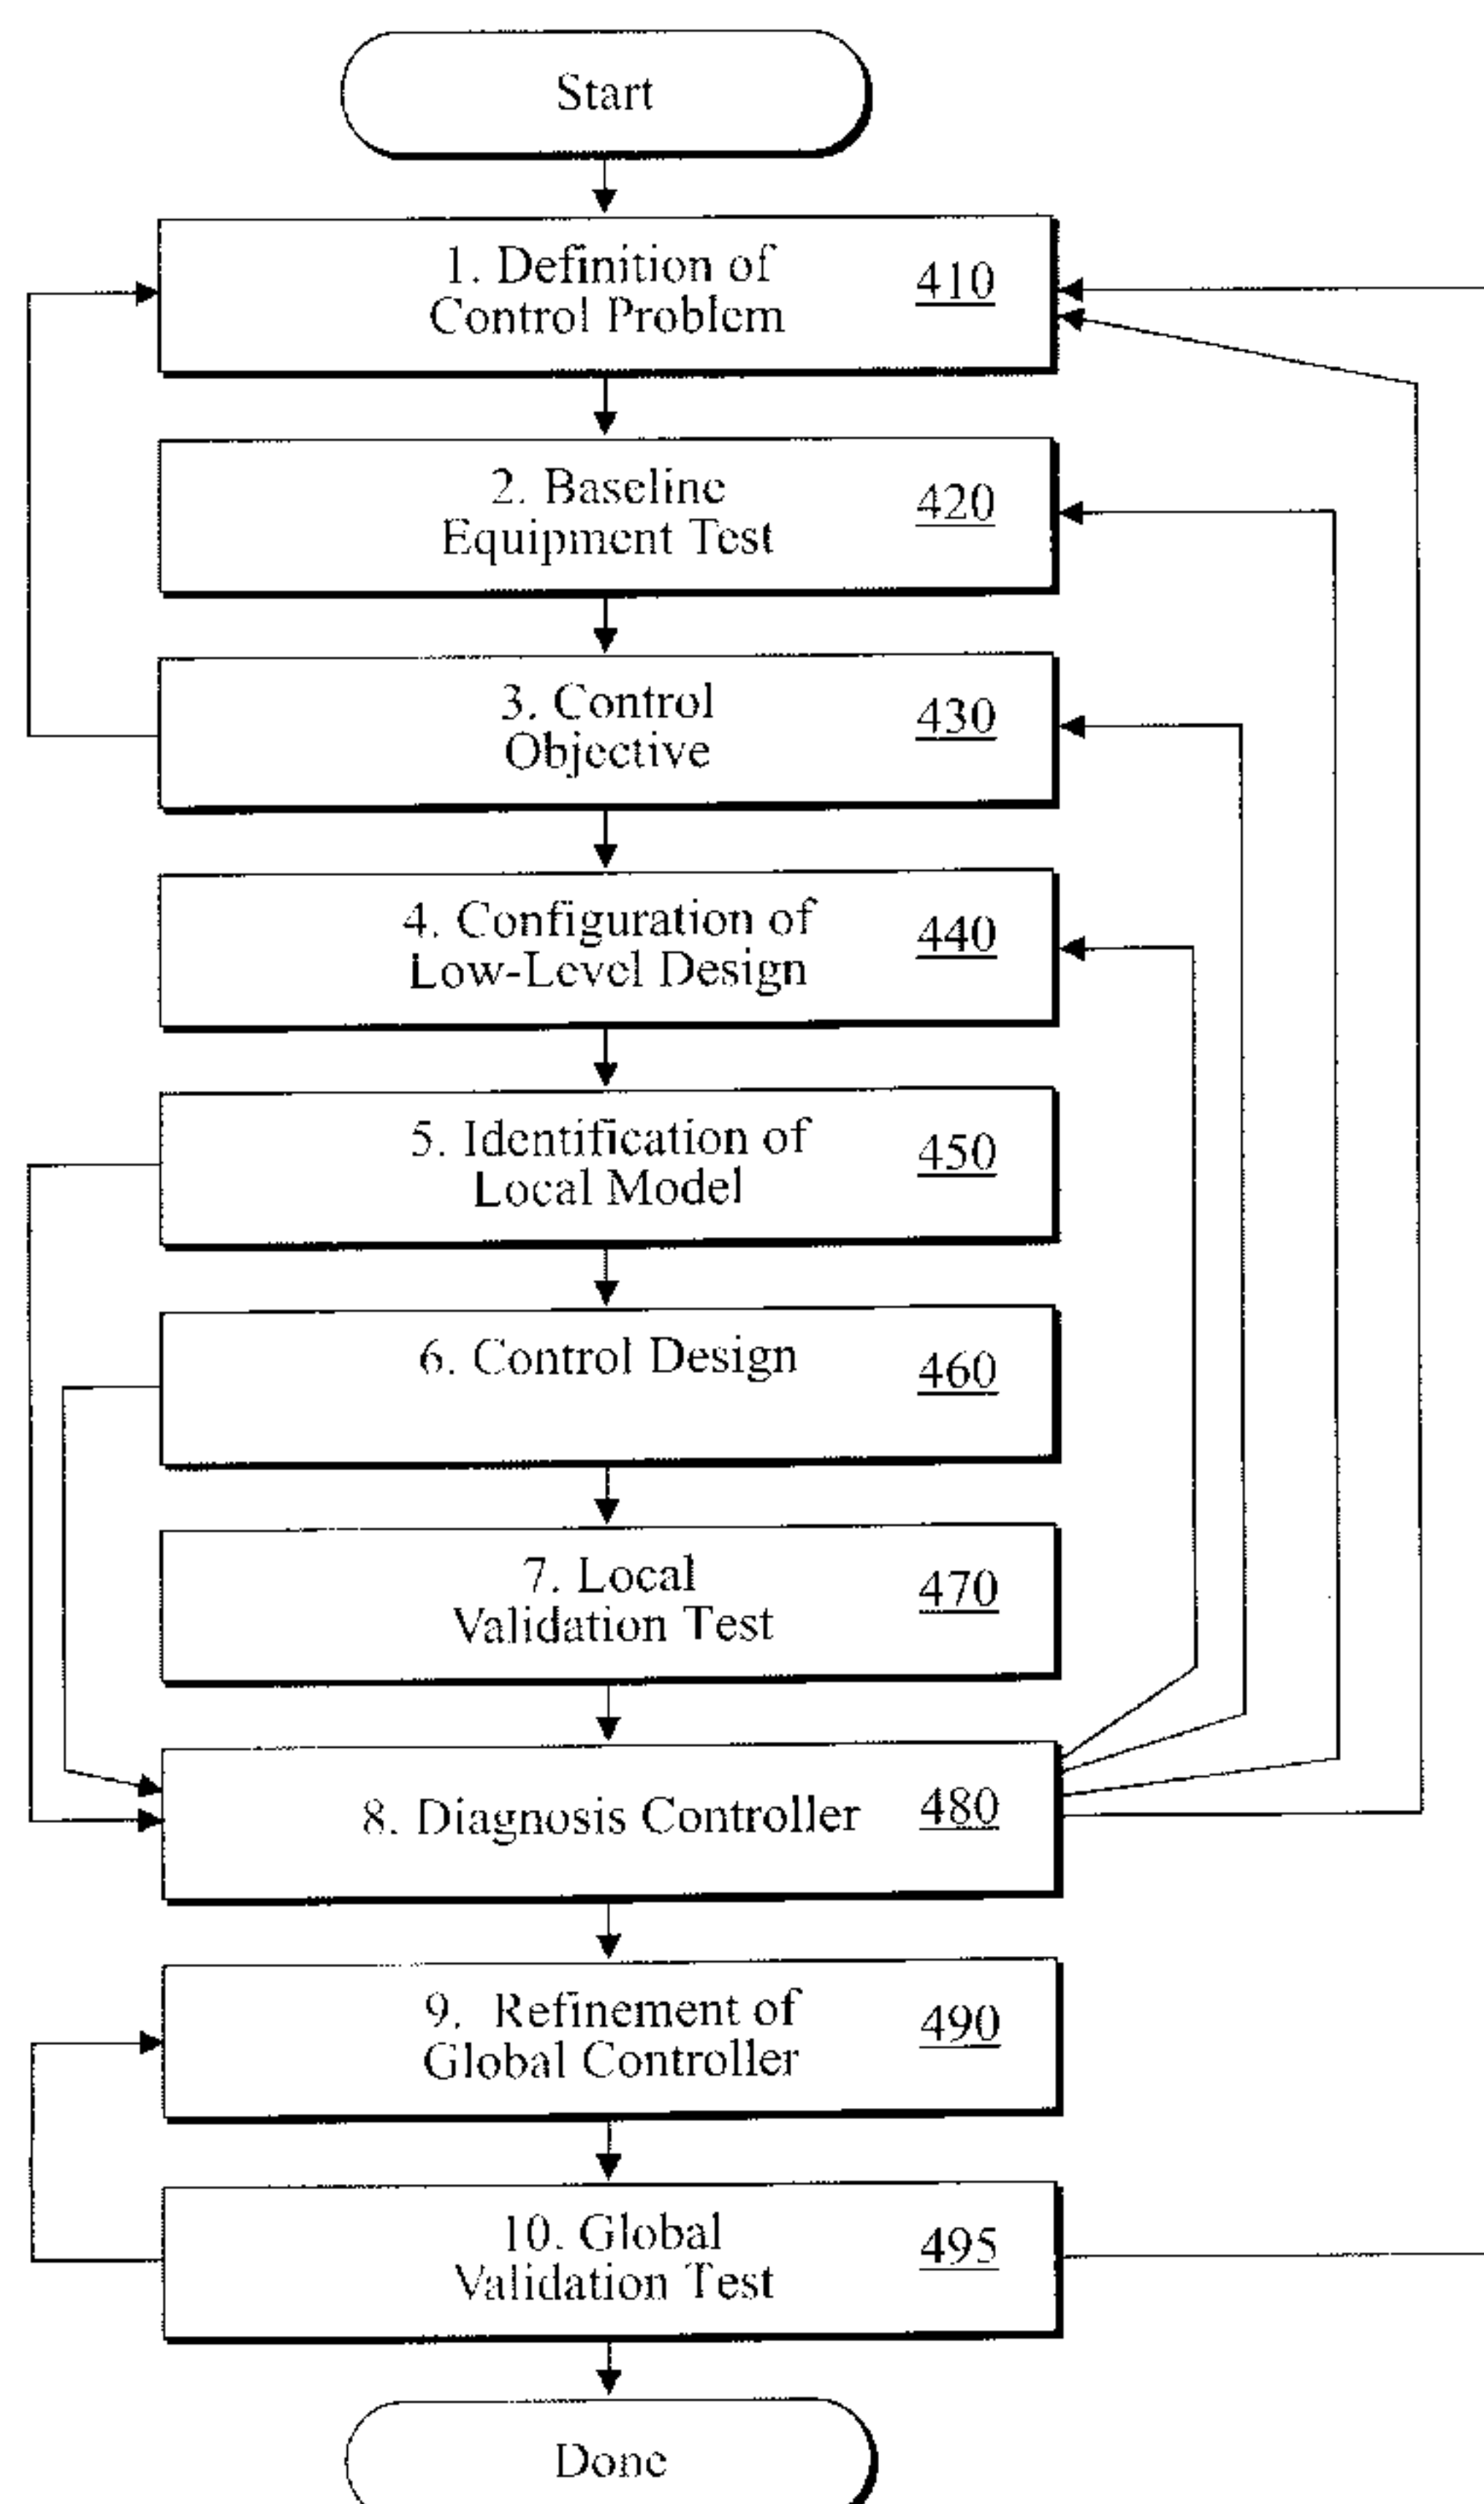 Start
1. Definition of
Control Problem
410
2. Baseline
Equipment Test
420
3. Control
Objective
430
4. Configuration of
Low-Level Design
440
5. Identification of
Local Model
450
6. Control Design
460
7. Local
Validation Test
470
8. Diagnosis Controller
480
9. Refinement of
Global Controller
490
10. Global
Validation Test
495
Done